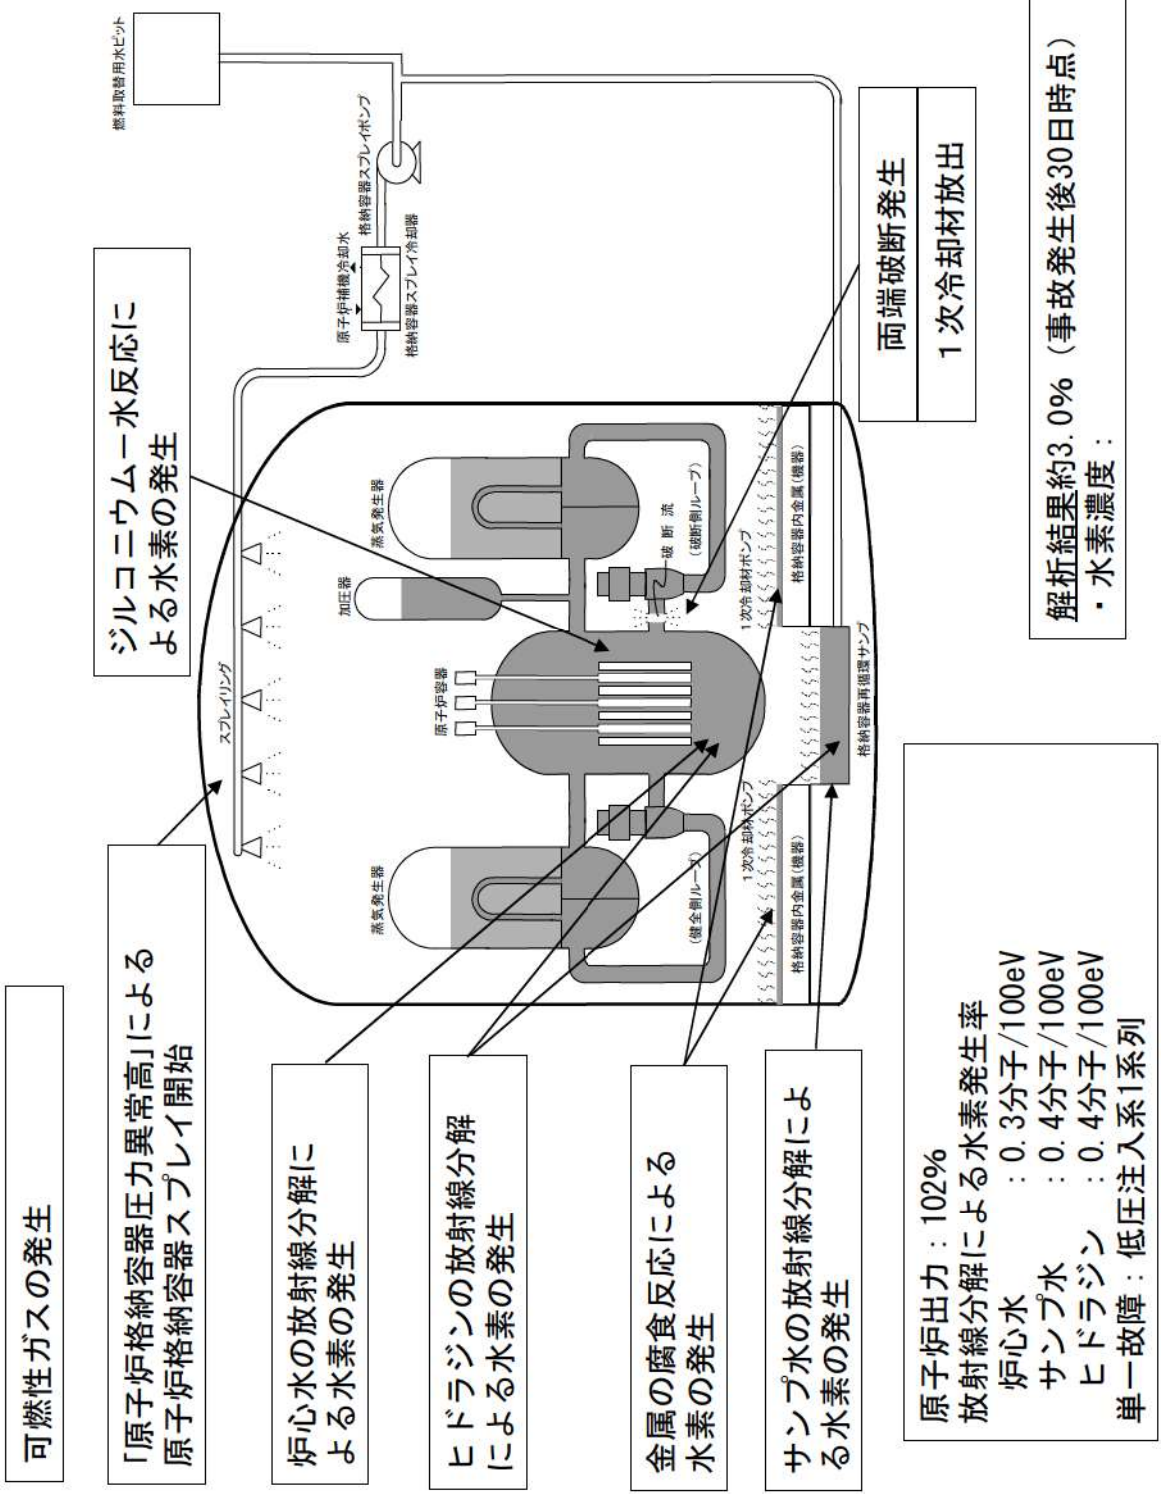 可燃性ガスの発生
「原子炉格納容器圧力異常高」による
原子炉格納容器スプレイ開始
ジルコニウムー水反応に
よる水素の発生
燃料取替用水ピット
格納容器スプレイポンプ
原子炉補機冷却水
格納容器スプレイ冷却器
スプレイリング
炉心水の放射線分解に
よる水素の発生
蒸気発生器
加圧器
蒸気発生器
原子炉容器
ヒドラジンの放射線分解
による水素の発生
破断流
(健全側ループ)
(破断側ループ)
両端破断発生
1次冷却材放出
金属の腐食反応による
水素の発生
1次冷却材ポンプ
1次冷却材ポンプ
格納容器内金属(機器)
格納容器内金属(機器)
サンプ水の放射線分解によ
る水素の発生
格納容器再循環サンプ
原子炉出力:102%
放射線分解による水素発生率
炉心水 :0.3分子/100eV
サンプ水 :0.4分子/100eV
ヒドラジン :0.4分子/100eV
単一故障:低圧注入系1系列
解析結果約3.0% (事故発生後30日時点)
・水素濃度: